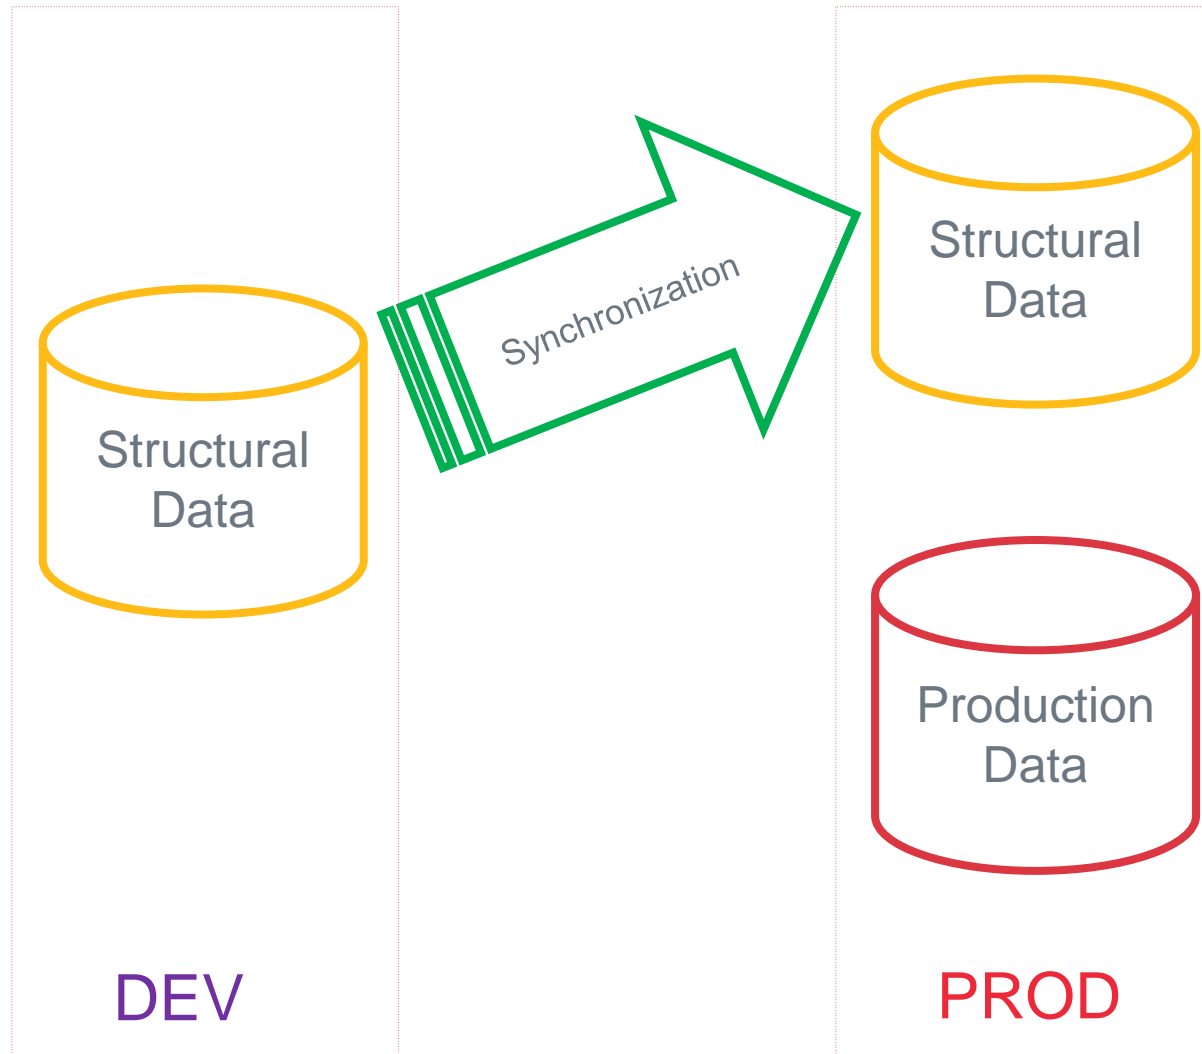 Structural
Data
Synchronization
Structural
Data
Production
Data
DEV
PROD